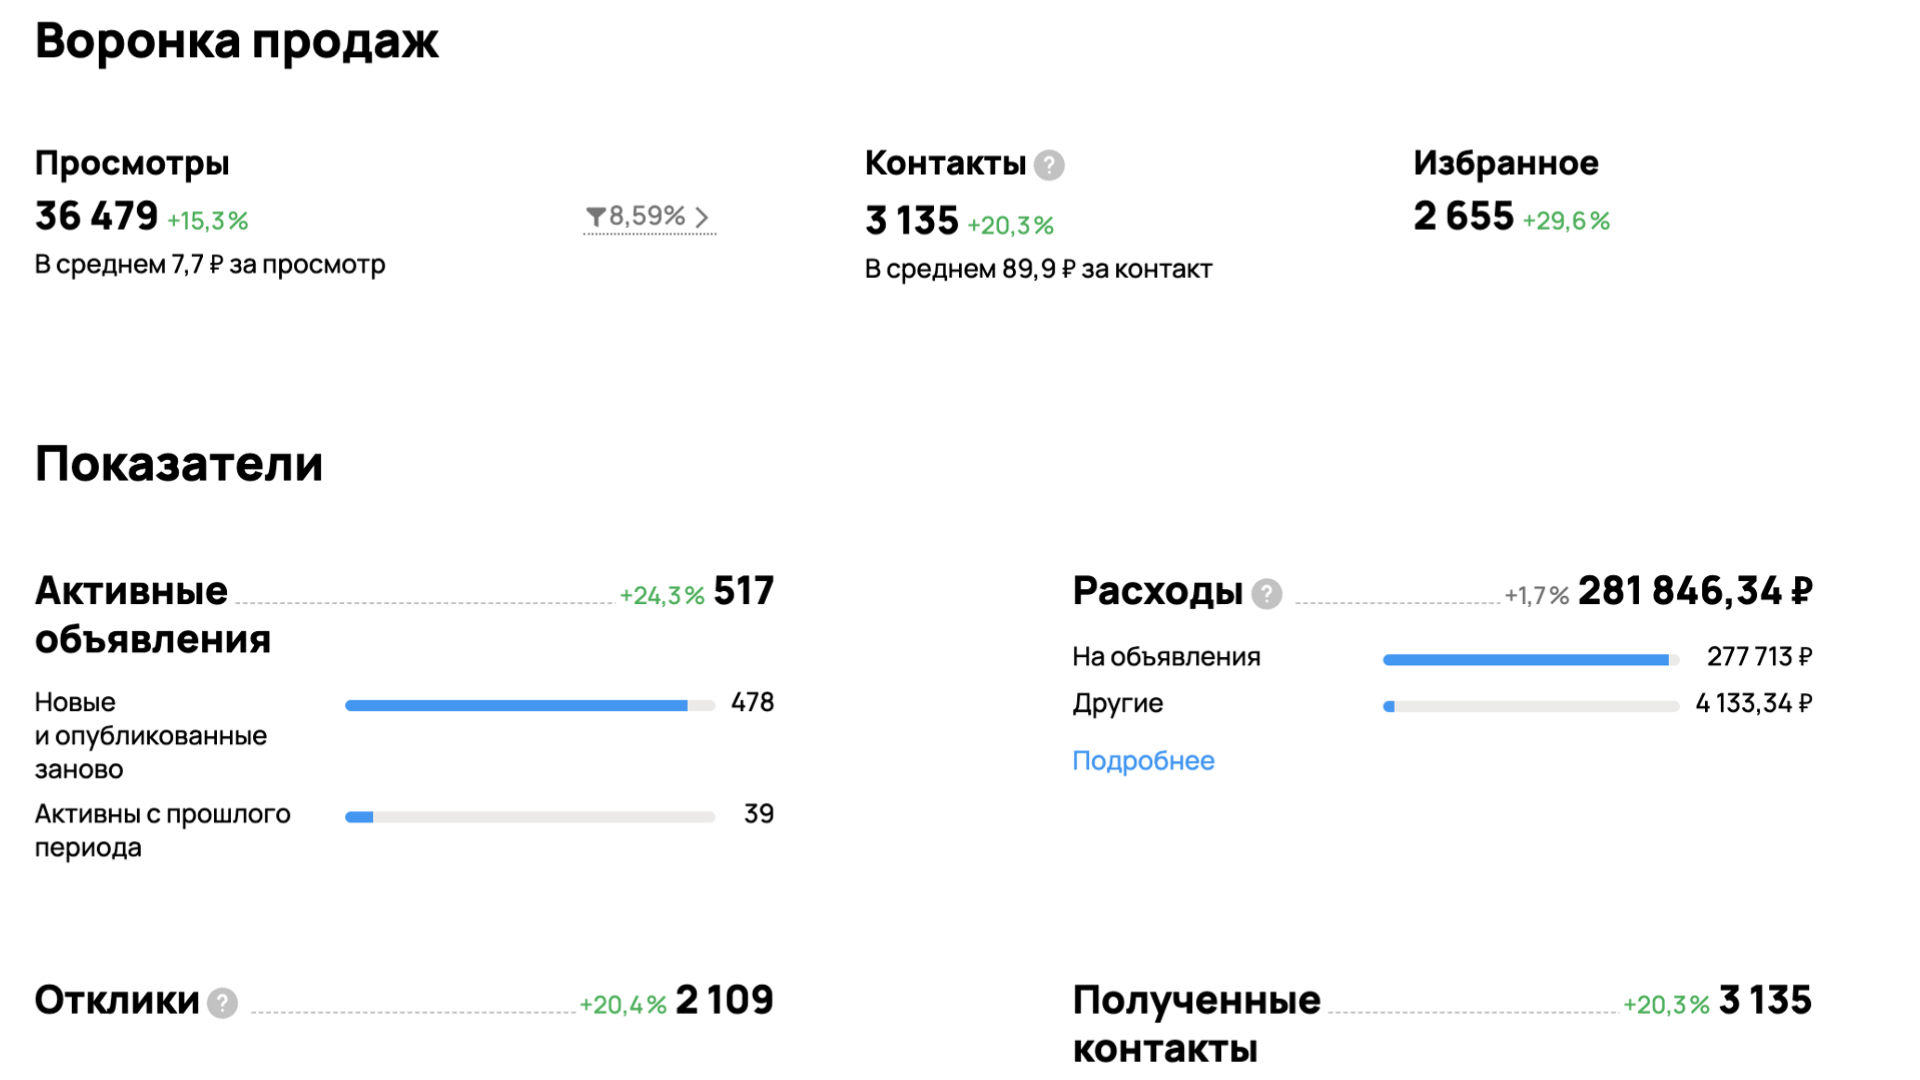 Воронка продаж
Просмотры
36 479 +15,3%
В среднем 7,7 ₽ за просмотр
8,59%
Контакты ?
3 135 +20,3%
В среднем 89,9 ₽ за контакт
Избранное
2 655 +29,6%
Показатели
Активные +24,3% 517
объявления
Новые 478
и опубликованные
заново
Активны с прошлого 39
периода
Расходы ? +1,7% 281 846,34 ₽
На объявления 277 713 ₽
Другие 4 133,34 ₽
Подробнее
Отклики ? +20,4% 2 109
Полученные +20,3% 3 135
контакты